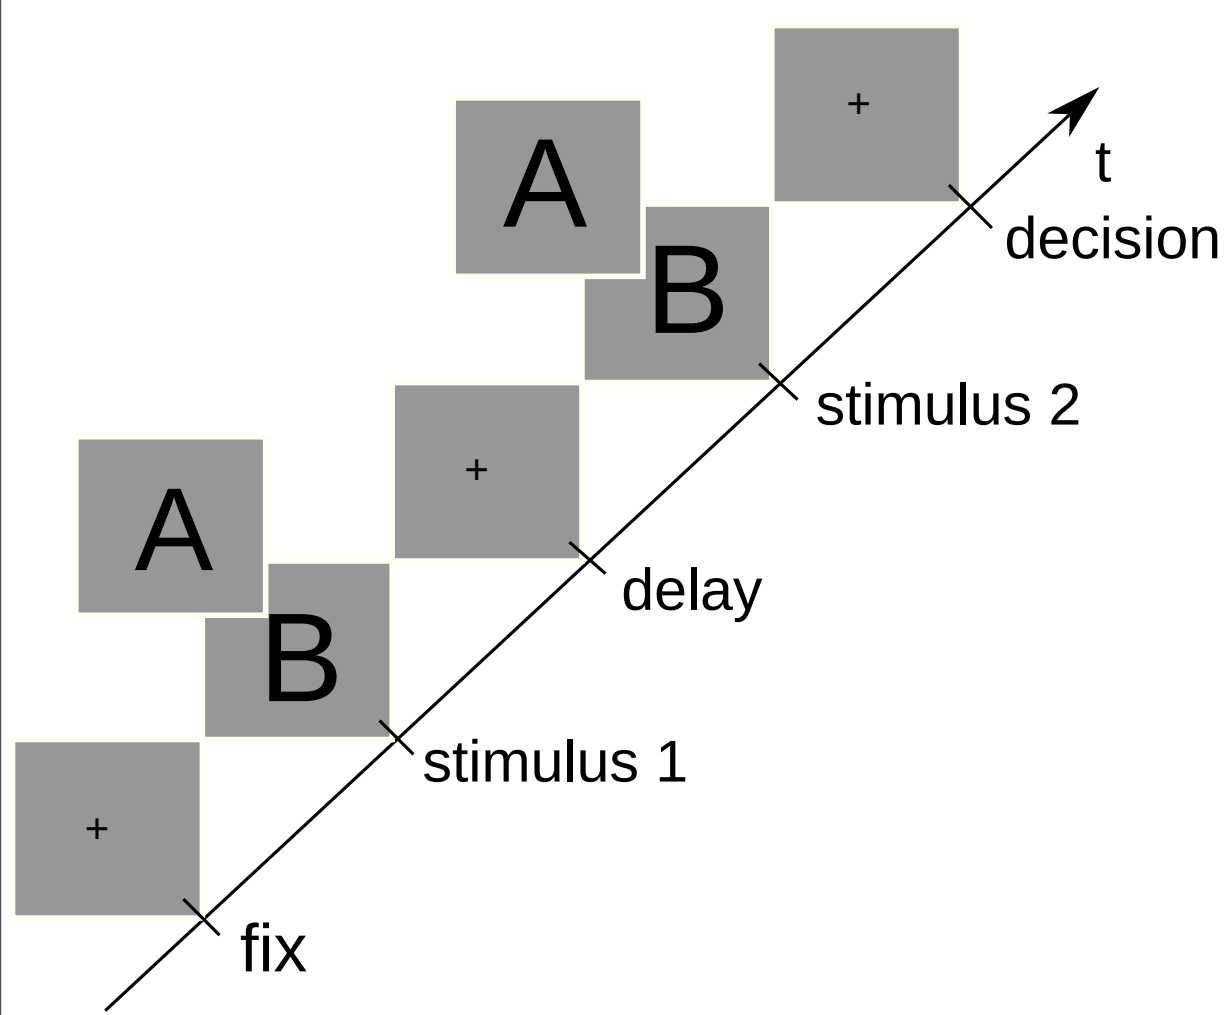 +
A
t
decision
B
stimulus 2
+
delay
A
B
stimulus 1
+
fix